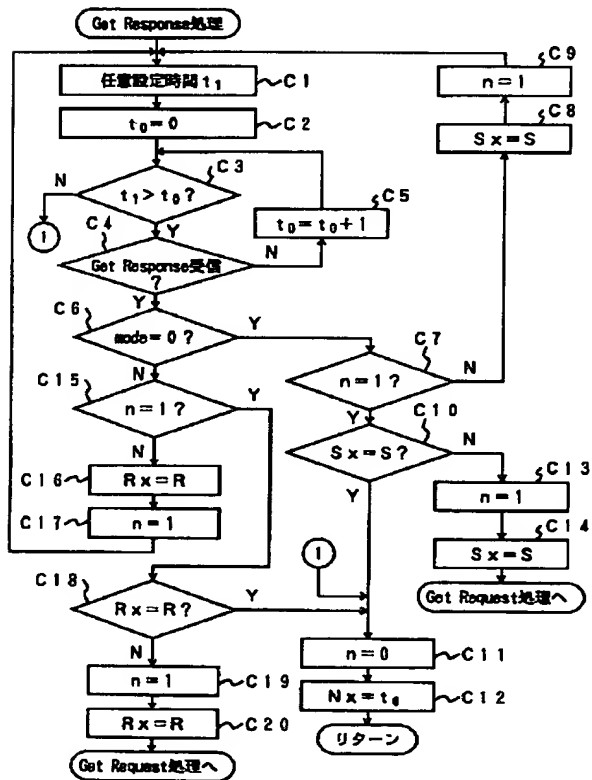 Get Response処理
任意設定時間 t₁
C1
t₀=0
C2
C3
N
t₁>t₀?
Y
1
C4
Get Response受信
?
N
t₀=t₀+1
C5
Y
C6
mode=0?
Y
N
C7
n=1?
N
Y
C8
Sx=S
C9
n=1
C10
Sx=S?
N
Y
C13
n=1
C14
Sx=S
Get Request処理へ
C15
n=1?
Y
N
C16
Rx=R
C17
n=1
C18
Rx=R?
Y
N
1
C19
n=1
C20
Rx=R
Get Request処理へ
n=0
C11
Nx=t₀
C12
リターン